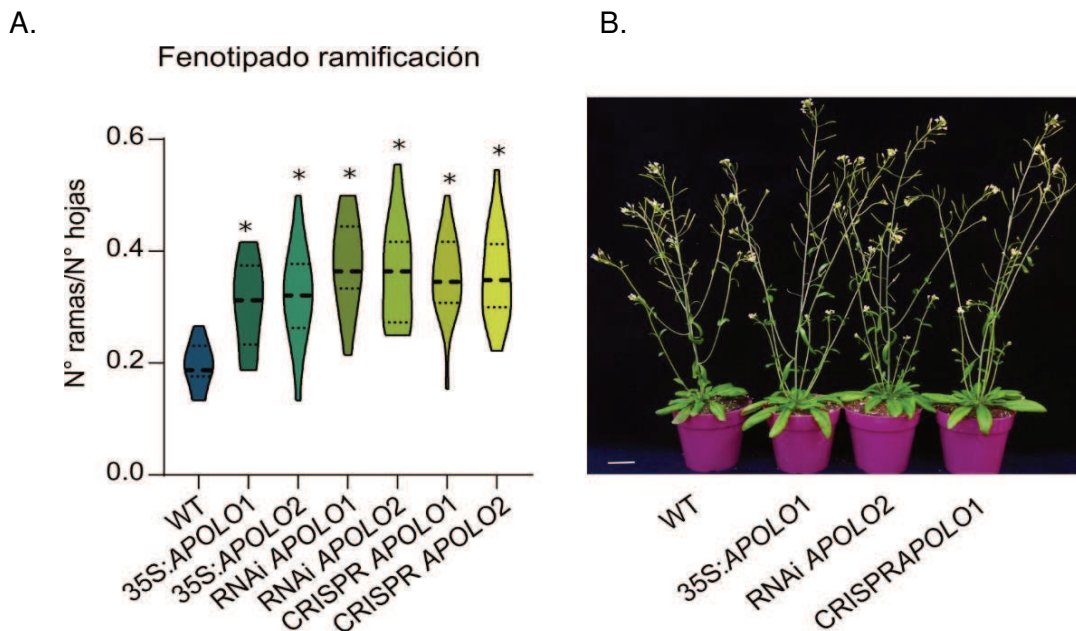 A.
B.
Fenotipado ramificación
N° ramas/N° hojas
0.6
0.4
0.2
0.0
*
*
*
*
*
*
WT
35S:APOLO1
35S:APOLO2
RNAi APOLO1
RNAi APOLO2
CRISPR APOLO1
CRISPR APOLO2
WT
35S:APOLO1
RNAi APOLO2
CRISPRAPOLO1